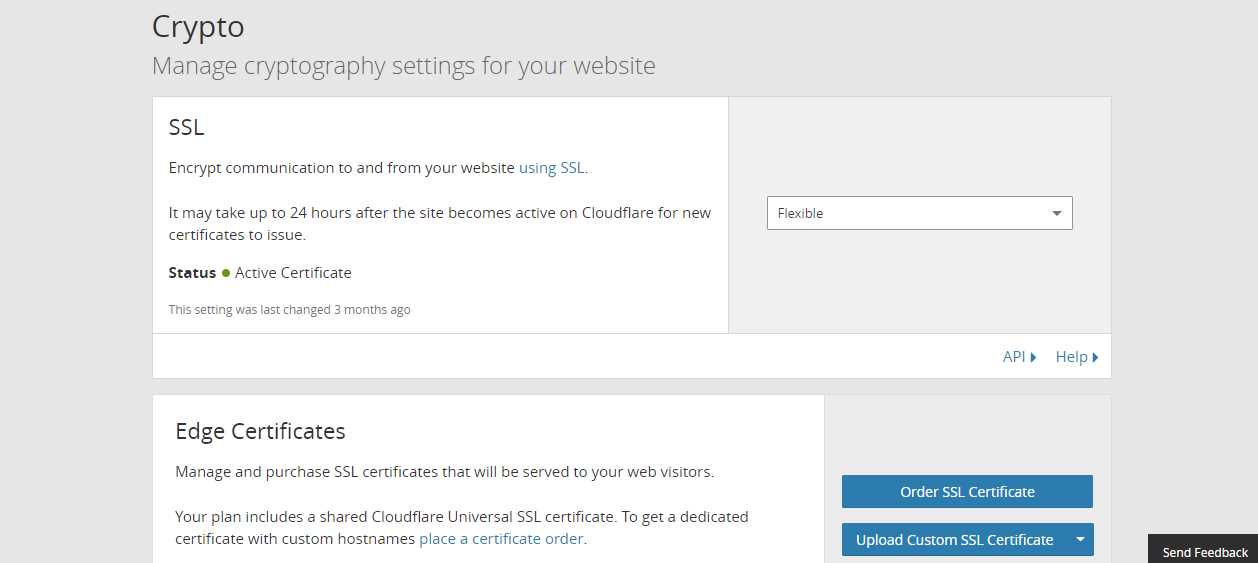 Crypto
Manage cryptography settings for your website
SSL
Encrypt communication to and from your website using SSL.
It may take up to 24 hours after the site becomes active on Cloudflare for new
certificates to issue.
Status Active Certificate
This setting was last changed 3 months ago
Flexible
API Help
Edge Certificates
Manage and purchase SSL certificates that will be served to your web visitors.
Your plan includes a shared Cloudflare Universal SSL certificate. To get a dedicated
certificate with custom hostnames place a certificate order.
Order SSL Certificate
Upload Custom SSL Certificate
Send Feedback